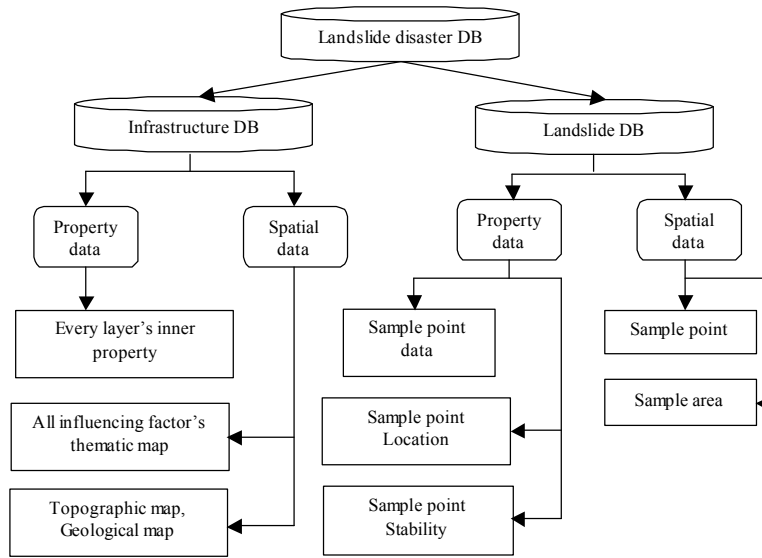 Landslide disaster DB
Infrastructure DB
Landslide DB
Property
data
Spatial
data
Property
data
Spatial
data
Every layer’s inner
property
Sample point
data
Sample point
All influencing factor’s
thematic map
Sample point
Location
Sample area
Topographic map,
Geological map
Sample point
Stability